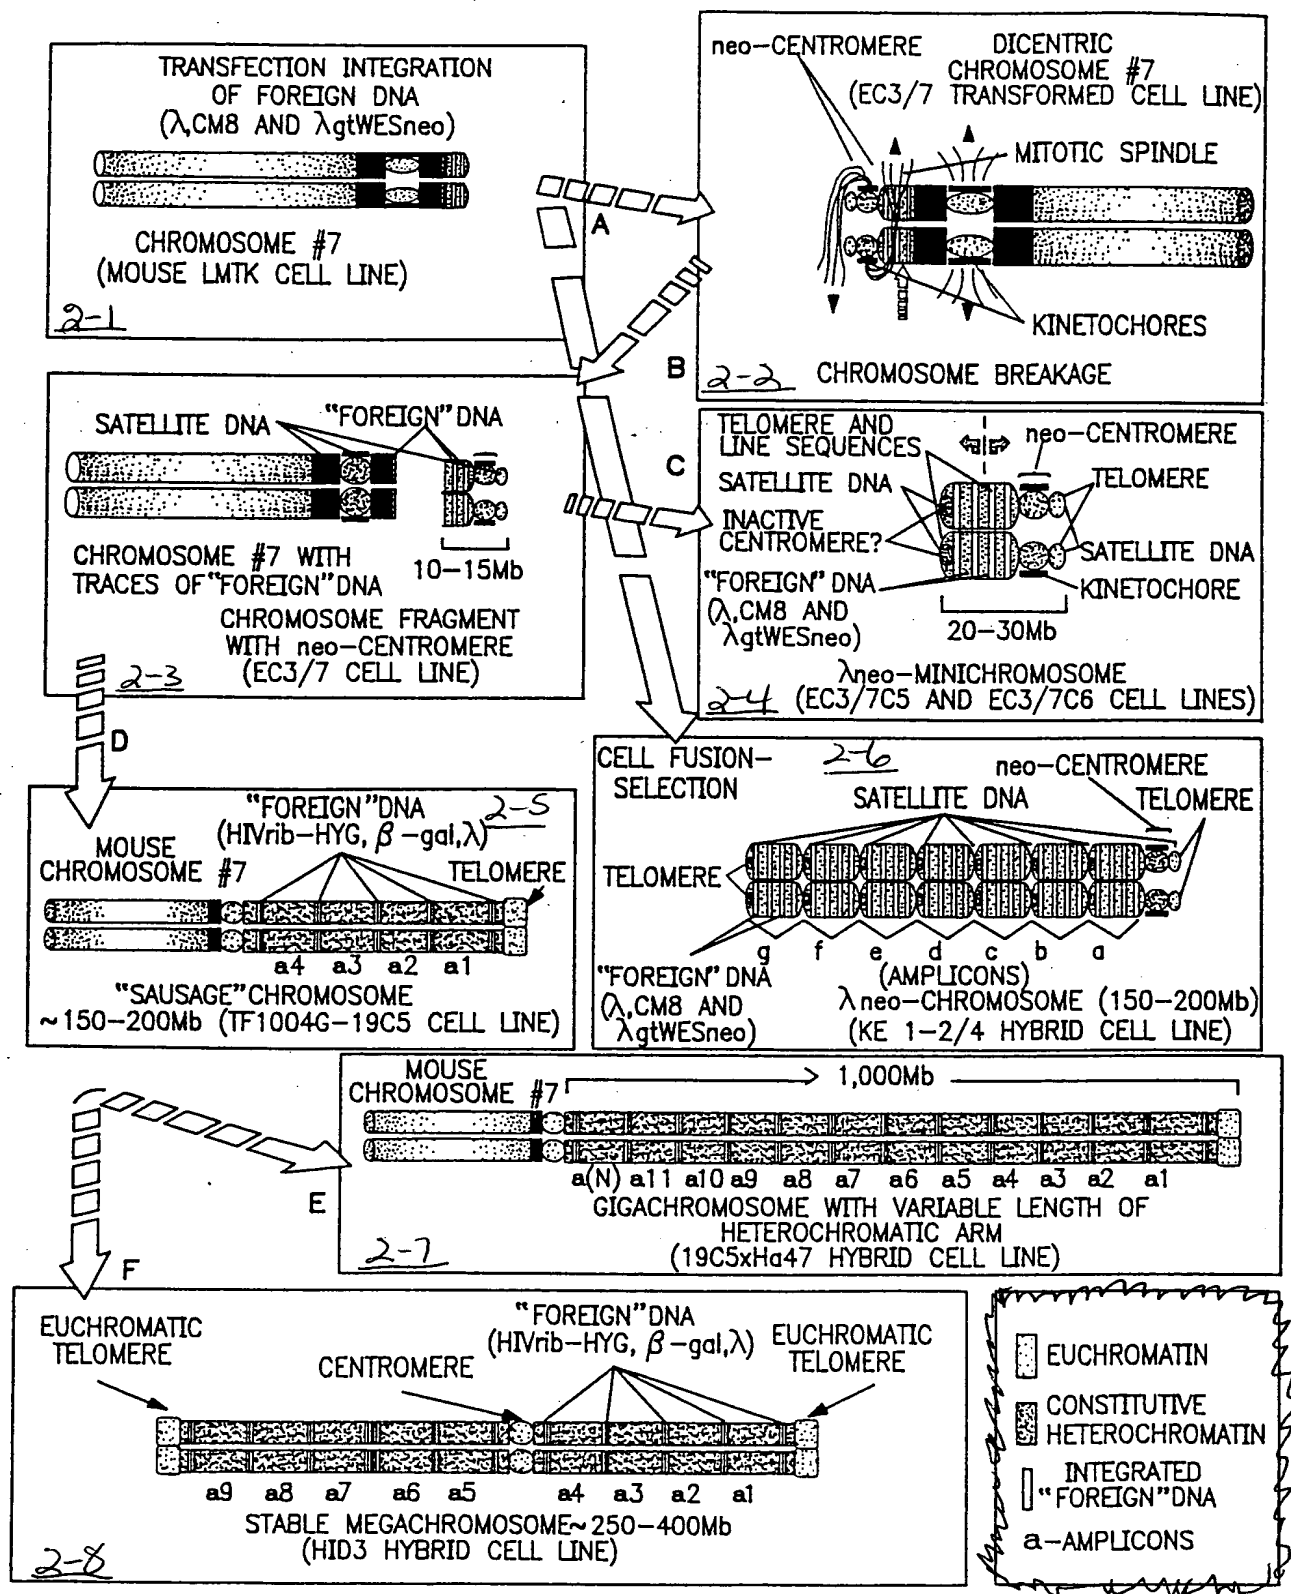 TRANSFECTION INTEGRATION
OF FOREIGN DNA
(λ,CM8 AND λgtWESneo)
CHROMOSOME #7
(MOUSE LMTK CELL LINE)
2-1
A
neo-CENTROMERE
DICENTRIC
CHROMOSOME #7
(EC3/7 TRANSFORMED CELL LINE)
MITOTIC SPINDLE
KINETOCHORES
2-2
CHROMOSOME BREAKAGE
B
SATELLITE DNA
"FOREIGN" DNA
CHROMOSOME #7 WITH
TRACES OF "FOREIGN" DNA
10-15Mb
CHROMOSOME FRAGMENT
WITH neo-CENTROMERE
(EC3/7 CELL LINE)
2-3
C
TELOMERE AND
LINE SEQUENCES
neo-CENTROMERE
SATELLITE DNA
TELOMERE
INACTIVE
CENTROMERE?
SATELLITE DNA
"FOREIGN" DNA
(λ,CM8 AND
λgtWESneo)
KINETOCHORE
20-30Mb
λneo-MINICHROMOSOME
2-4
(EC3/7C5 AND EC3/7C6 CELL LINES)
D
"FOREIGN" DNA
(HIVrib-HYG, β-gal,λ)
2-5
MOUSE
CHROMOSOME #7
TELOMERE
a4 a3 a2 a1
"SAUSAGE" CHROMOSOME
~150-200Mb (TF1004G-19C5 CELL LINE)
CELL FUSION-
SELECTION
2-6
neo-CENTROMERE
SATELLITE DNA
TELOMERE
TELOMERE
g f e d c b a
"FOREIGN" DNA
(λ,CM8 AND
λgtWESneo)
(AMPLICONS)
λneo-CHROMOSOME (150-200Mb)
(KE 1-2/4 HYBRID CELL LINE)
E
MOUSE
CHROMOSOME #7
1,000Mb
a(N) a11 a10 a9 a8 a7 a6 a5 a4 a3 a2 a1
GIGACHROMOSOME WITH VARIABLE LENGTH OF
HETEROCHROMATIC ARM
(19C5xHa47 HYBRID CELL LINE)
2-7
F
EUCHROMATIC
TELOMERE
CENTROMERE
"FOREIGN" DNA
(HIVrib-HYG, β-gal,λ)
EUCHROMATIC
TELOMERE
a9 a8 a7 a6 a5 a4 a3 a2 a1
STABLE MEGACHROMOSOME~250-400Mb
(HID3 HYBRID CELL LINE)
2-8
EUCHROMATIN
CONSTITUTIVE
HETEROCHROMATIN
INTEGRATED
"FOREIGN" DNA
a-AMPLICONS